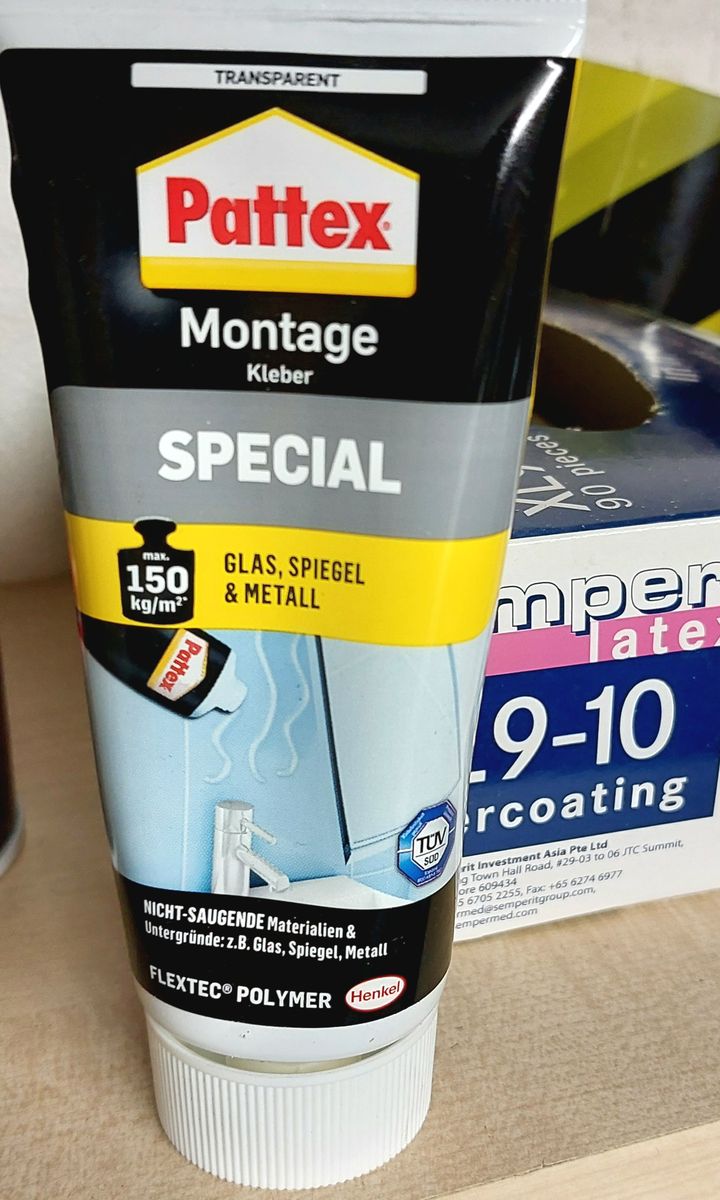 TRANSPARENT
Pattex
Montage
Kleber
SPECIAL
max.
150
kg/m²*
GLAS, SPIEGEL
& METALL
Pattex
TÜV
SÜD
NICHT-SAUGENDE Materialien &
Untergründe: z.B. Glas, Spiegel, Metall
FLEXTEC® POLYMER
Henkel
90 pieces
mper
latex
9-10
ercoating
rit Investment Asia Pte Ltd
g Town Hall Road, #29-03 to 06 JTC Summit,
ore 609434
5 6705 2255, Fax: +65 6274 6977
rmed@semperitgroup.com,
empermed.com